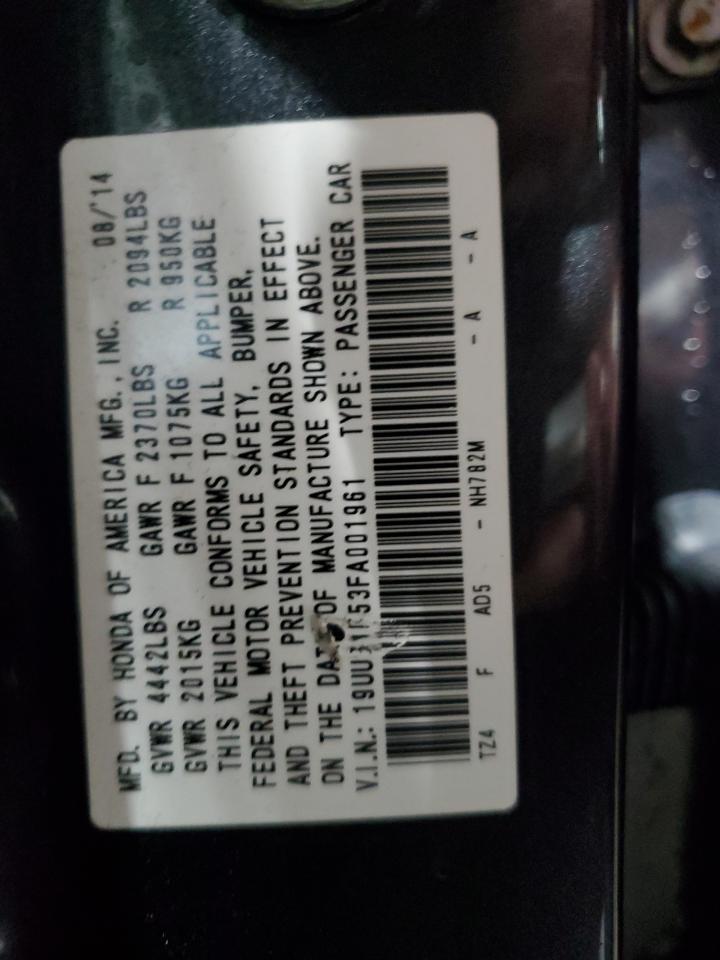 MFD. BY HONDA OF AMERICA MFG., INC. 08/'14
GVWR 4442LBS GAWR F 2370LBS R 2094LBS
GVWR 2015KG GAWR F 1075KG R 950KG
THIS VEHICLE CONFORMS TO ALL APPLICABLE
FEDERAL MOTOR VEHICLE SAFETY, BUMPER,
AND THEFT PREVENTION STANDARDS IN EFFECT
ON THE DATE OF MANUFACTURE SHOWN ABOVE.
V.I.N.: TYPE: PASSENGER CAR
TZ4 F AD5 - NH782M - A - A